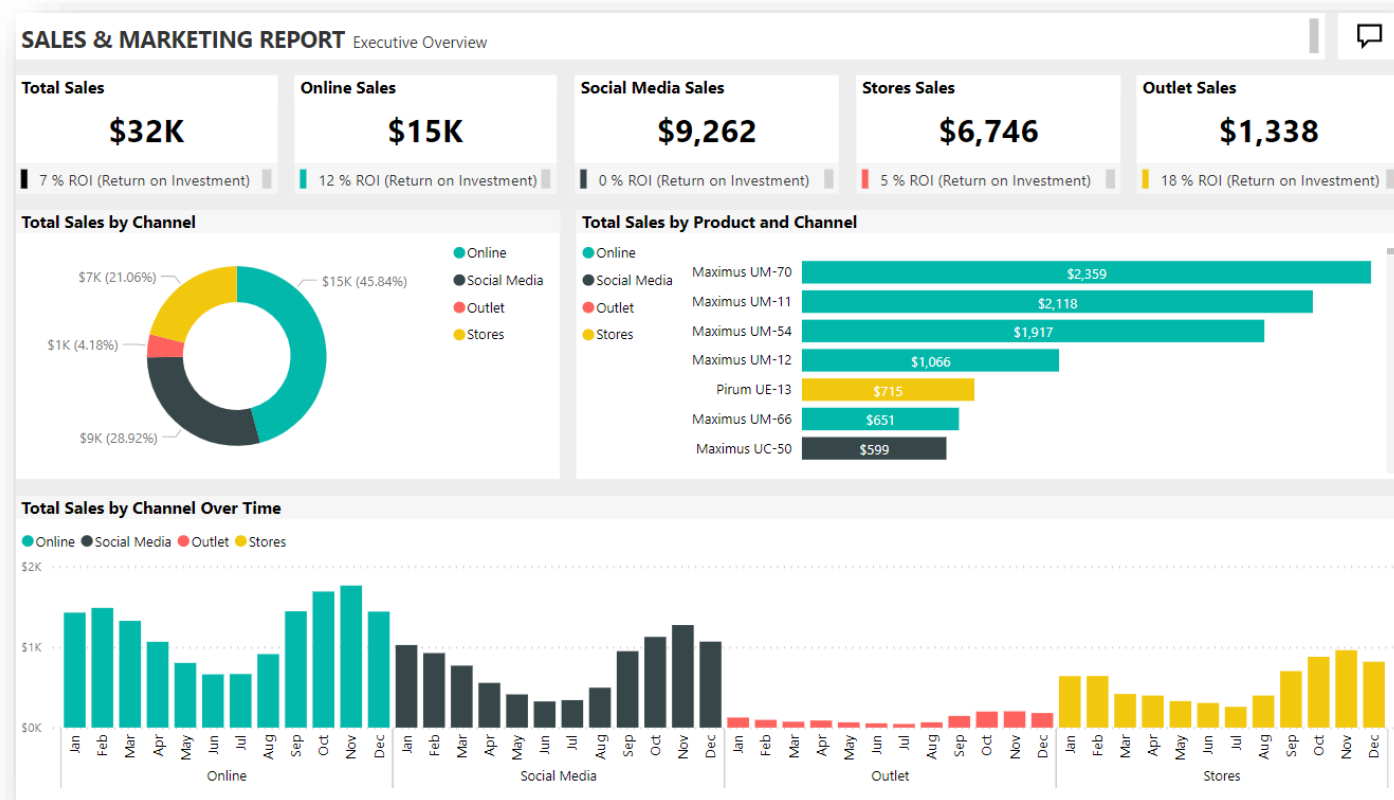 SALES & MARKETING REPORT Executive Overview
Total Sales
$32K
7 % ROI (Return on Investment)
Online Sales
$15K
12 % ROI (Return on Investment)
Social Media Sales
$9,262
0 % ROI (Return on Investment)
Stores Sales
$6,746
5 % ROI (Return on Investment)
Outlet Sales
$1,338
18 % ROI (Return on Investment)
Total Sales by Channel
$7K (21.06%)
$15K (45.84%)
$1K (4.18%)
$9K (28.92%)
Online
Social Media
Outlet
Stores
Total Sales by Product and Channel
Online
Social Media
Outlet
Stores
Maximus UM-70 $2,359
Maximus UM-11 $2,118
Maximus UM-54 $1,917
Maximus UM-12 $1,066
Pirum UE-13 $715
Maximus UM-66 $651
Maximus UC-50 $599
Total Sales by Channel Over Time
Online Social Media Outlet Stores
$2K
$1K
$0K
Jan Feb Mar Apr May Jun Jul Aug Sep Oct Nov Dec Jan Feb Mar Apr May Jun Jul Aug Sep Oct Nov Dec Jan Feb Mar Apr May Jun Jul Aug Sep Oct Nov Dec Jan Feb Mar Apr May Jun Jul Aug Sep Oct Nov Dec
Online Social Media Outlet Stores